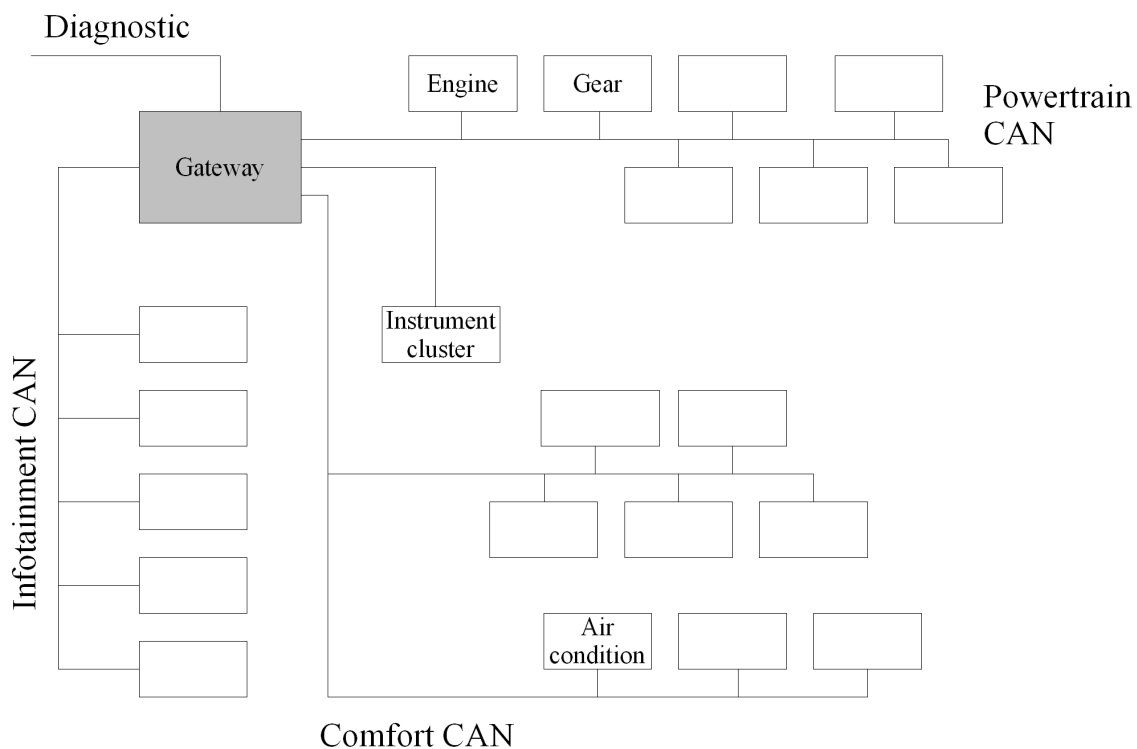 Diagnostic
Engine
Gear
Powertrain
CAN
Gateway
Instrument
cluster
Infotainment CAN
Air
condition
Comfort CAN